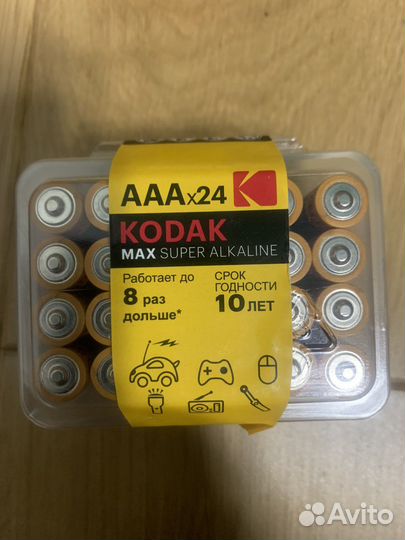 AAAx24
KODAK
MAX SUPER ALKALINE
Работает до
8 раз
дольше*
СРОК
ГОДНОСТИ
10 ЛЕТ
Avito